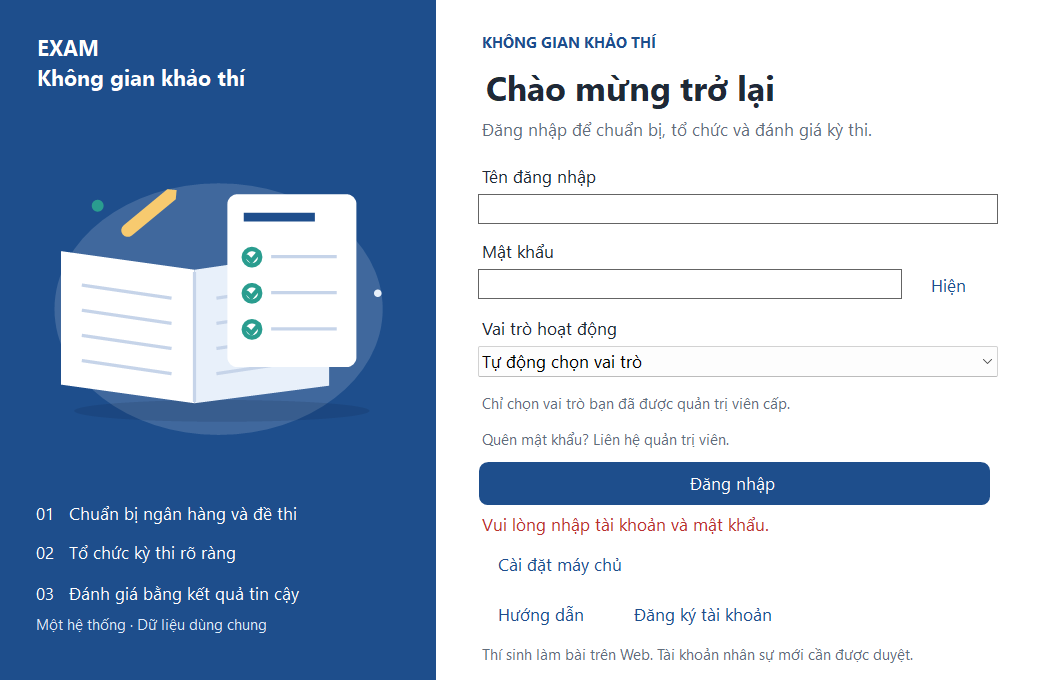 EXAM
Không gian khảo thí
01 Chuẩn bị ngân hàng và đề thi
02 Tổ chức kỳ thi rõ ràng
03 Đánh giá bằng kết quả tin cậy
Một hệ thống · Dữ liệu dùng chung
KHÔNG GIAN KHẢO THÍ
Chào mừng trở lại
Đăng nhập để chuẩn bị, tổ chức và đánh giá kỳ thi.
Tên đăng nhập
Mật khẩu
Hiện
Vai trò hoạt động
Tự động chọn vai trò
Chỉ chọn vai trò bạn đã được quản trị viên cấp.
Quên mật khẩu? Liên hệ quản trị viên.
Đăng nhập
Vui lòng nhập tài khoản và mật khẩu.
Cài đặt máy chủ
Hướng dẫn Đăng ký tài khoản
Thí sinh làm bài trên Web. Tài khoản nhân sự mới cần được duyệt.